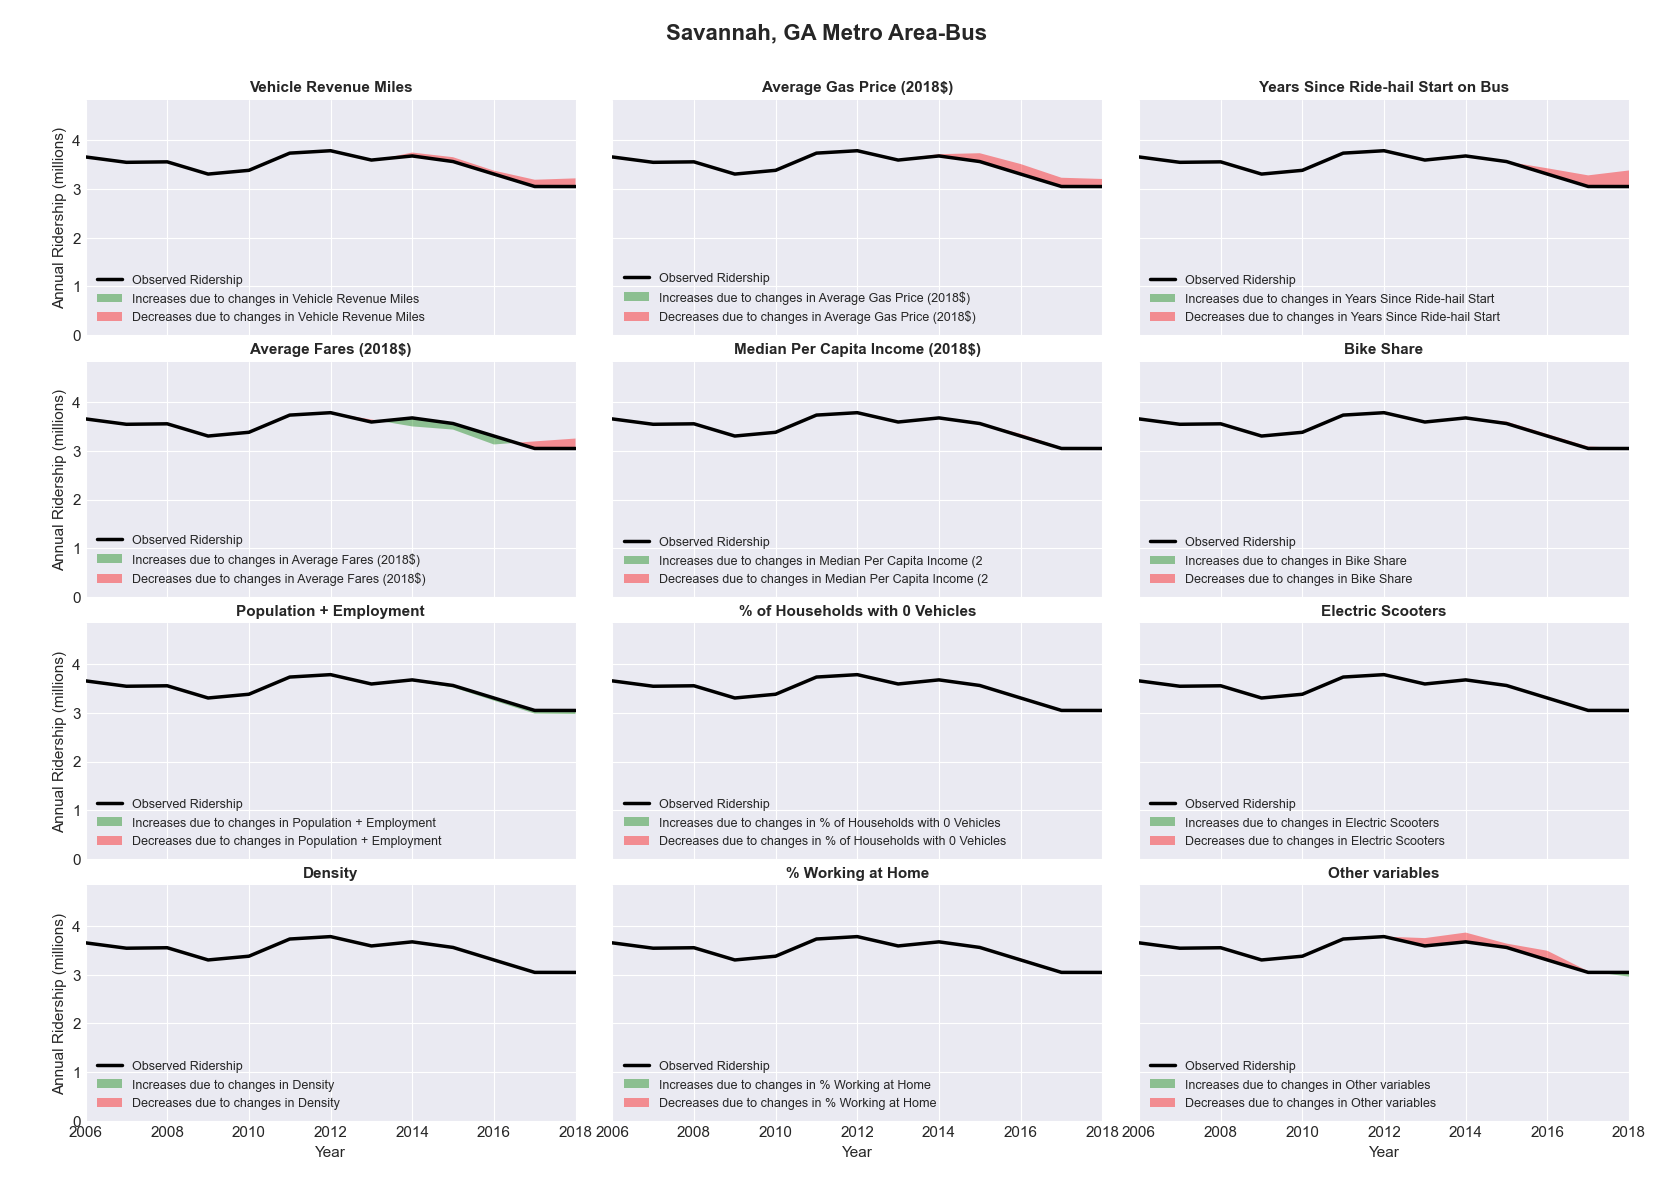 Savannah, GA Metro Area-Bus
Vehicle Revenue Miles
Annual Ridership (millions)
4
3
2
1
0
Observed Ridership
Increases due to changes in Vehicle Revenue Miles
Decreases due to changes in Vehicle Revenue Miles
Average Gas Price (2018$)
Observed Ridership
Increases due to changes in Average Gas Price (2018$)
Decreases due to changes in Average Gas Price (2018$)
Years Since Ride-hail Start on Bus
Observed Ridership
Increases due to changes in Years Since Ride-hail Start
Decreases due to changes in Years Since Ride-hail Start
Average Fares (2018$)
Annual Ridership (millions)
4
3
2
1
0
Observed Ridership
Increases due to changes in Average Fares (2018$)
Decreases due to changes in Average Fares (2018$)
Median Per Capita Income (2018$)
Observed Ridership
Increases due to changes in Median Per Capita Income (2
Decreases due to changes in Median Per Capita Income (2
Bike Share
Observed Ridership
Increases due to changes in Bike Share
Decreases due to changes in Bike Share
Population + Employment
Annual Ridership (millions)
4
3
2
1
0
Observed Ridership
Increases due to changes in Population + Employment
Decreases due to changes in Population + Employment
% of Households with 0 Vehicles
Observed Ridership
Increases due to changes in % of Households with 0 Vehicles
Decreases due to changes in % of Households with 0 Vehicles
Electric Scooters
Observed Ridership
Increases due to changes in Electric Scooters
Decreases due to changes in Electric Scooters
Density
Annual Ridership (millions)
4
3
2
1
0
Observed Ridership
Increases due to changes in Density
Decreases due to changes in Density
2006 2008 2010 2012 2014 2016 2018
Year
% Working at Home
Observed Ridership
Increases due to changes in % Working at Home
Decreases due to changes in % Working at Home
2006 2008 2010 2012 2014 2016 2018
Year
Other variables
Observed Ridership
Increases due to changes in Other variables
Decreases due to changes in Other variables
2006 2008 2010 2012 2014 2016 2018
Year